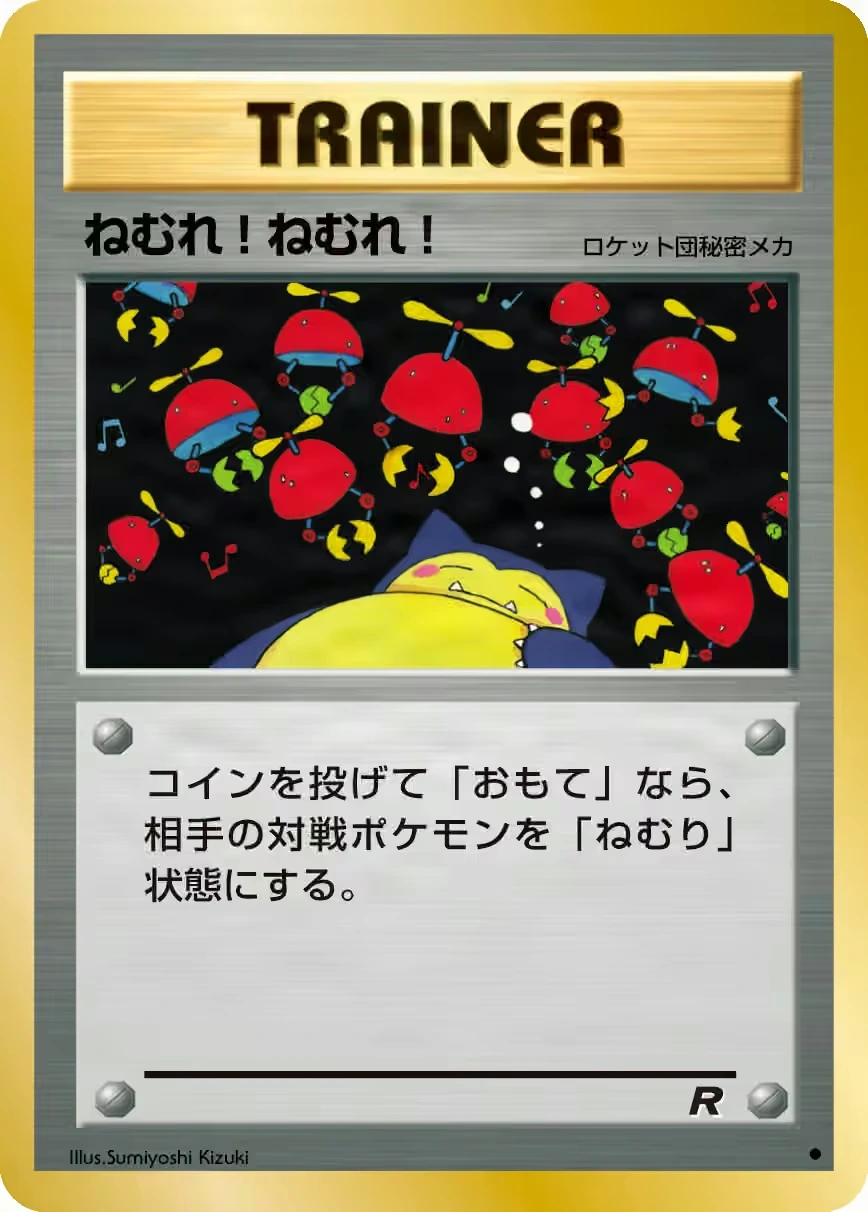 TRAINER
ねむれ！ねむれ！
ロケット団秘密メカ
コインを投げて「おもて」なら、
相手の対戦ポケモンを「ねむり」
状態にする。
R
Illus.Sumiyoshi Kizuki